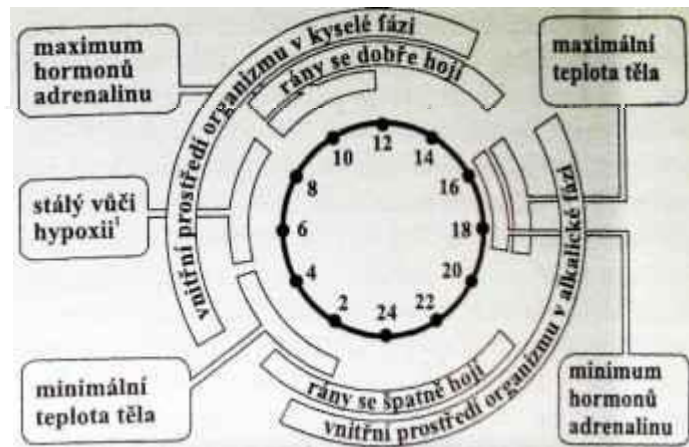 maximum
hormonů
adrenalinu
vnitřní prostředí organizmu v kyselé fázi
rány se dobře hojí
maximální
teplota těla
stálý vůči
hypoxii¹
12
14
16
18
20
22
24
2
4
6
8
10
minimální
teplota těla
rány se špatně hojí
vnitřní prostředí organizmu v alkalické fázi
minimum
hormonů
adrenalinu